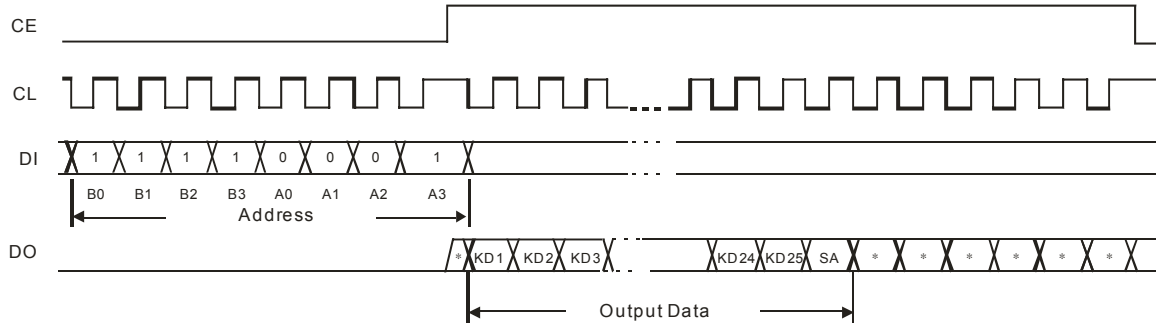 CE
CL
DI 1 1 1 1 0 0 0 1
B0 B1 B2 B3 A0 A1 A2 A3
Address
DO * KD1 KD2 KD3 KD24 KD25 SA * * * * * *
Output Data